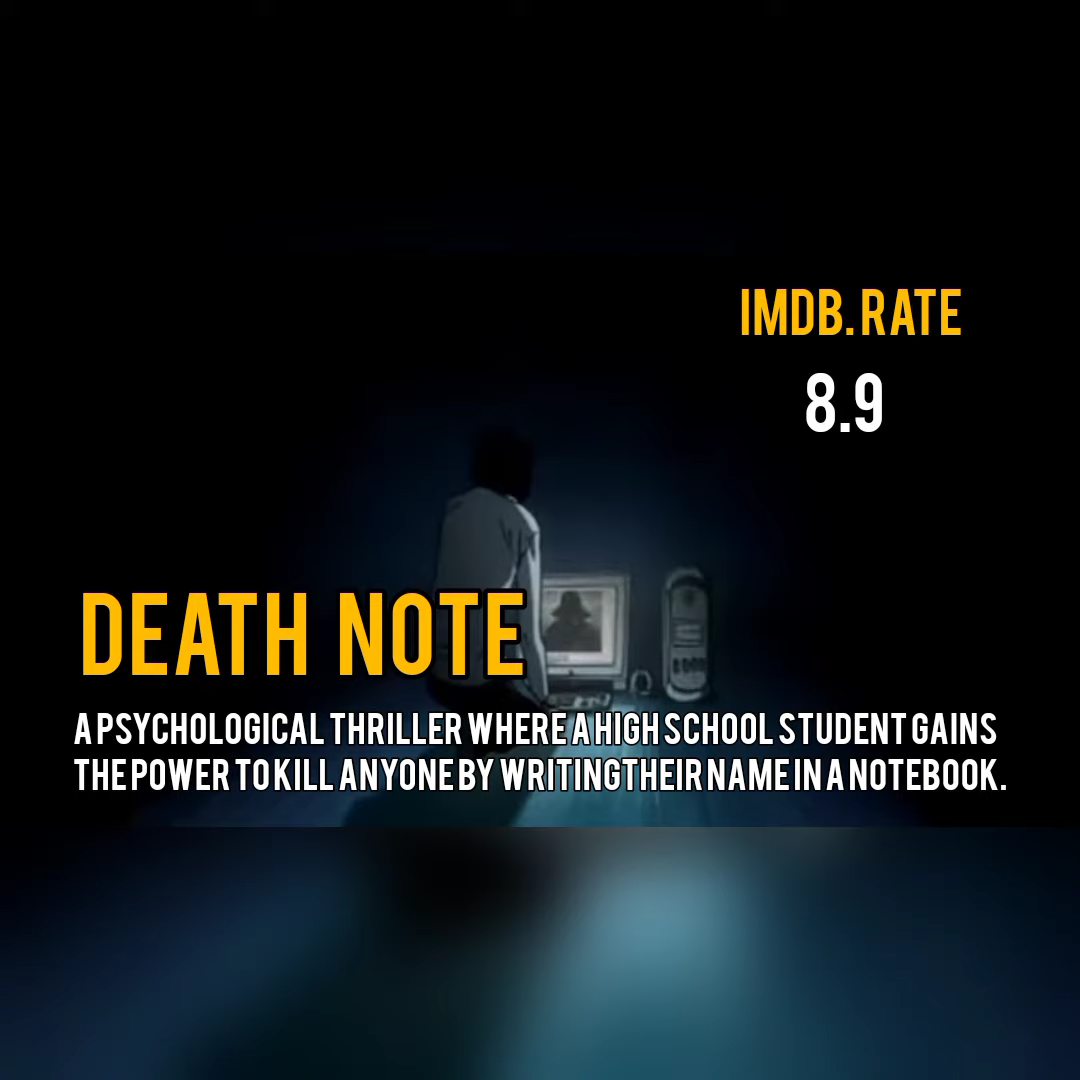 IMDB. RATE
8.9
DEATH NOTE
A PSYCHOLOGICAL THRILLER WHERE A HIGH SCHOOL STUDENT GAINS
THE POWER TO KILL ANYONE BY WRITING THEIR NAME IN A NOTEBOOK.